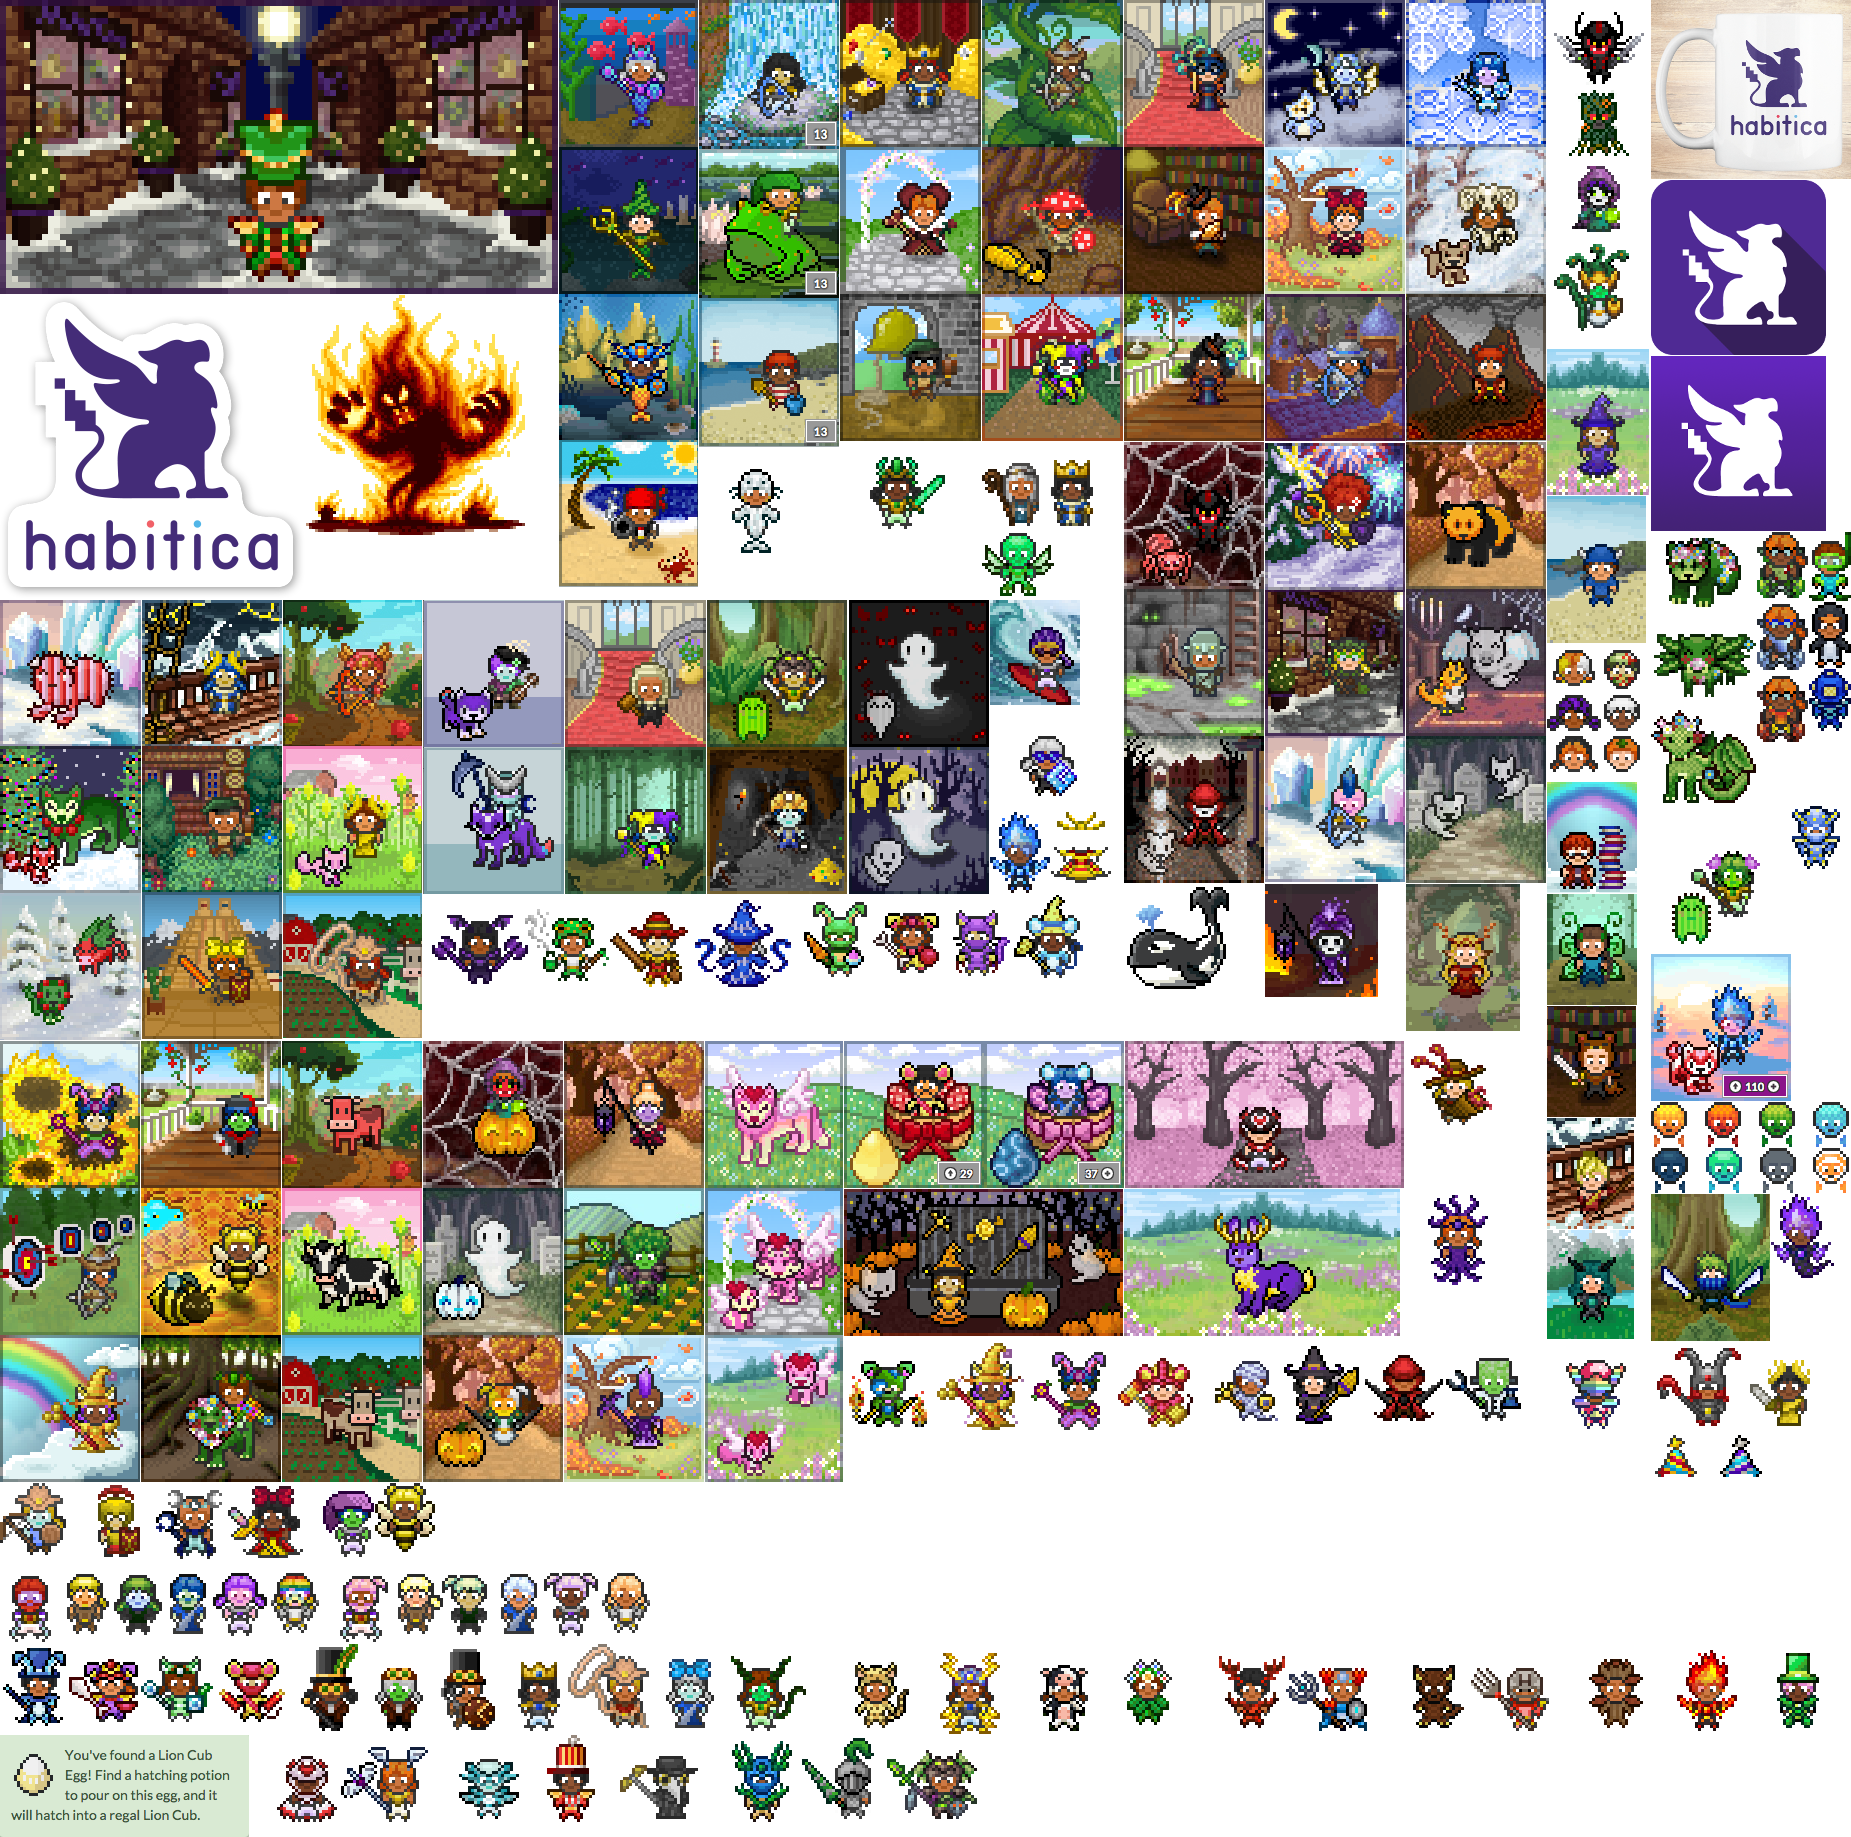 13
habitica
13
13
habitica
110
29
37
You've found a Lion Cub
Egg! Find a hatching potion
to pour on this egg, and it
will hatch into a regal Lion Cub.